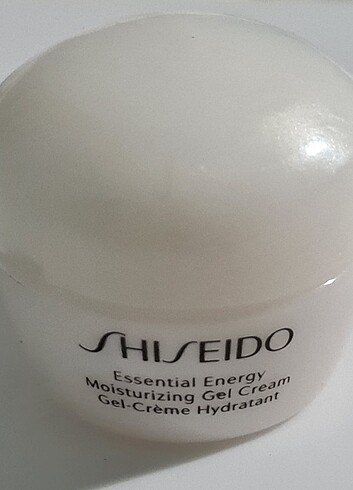 SHISEIDO
Essential Energy
Moisturizing Gel Cream
Gel-Crème Hydratant